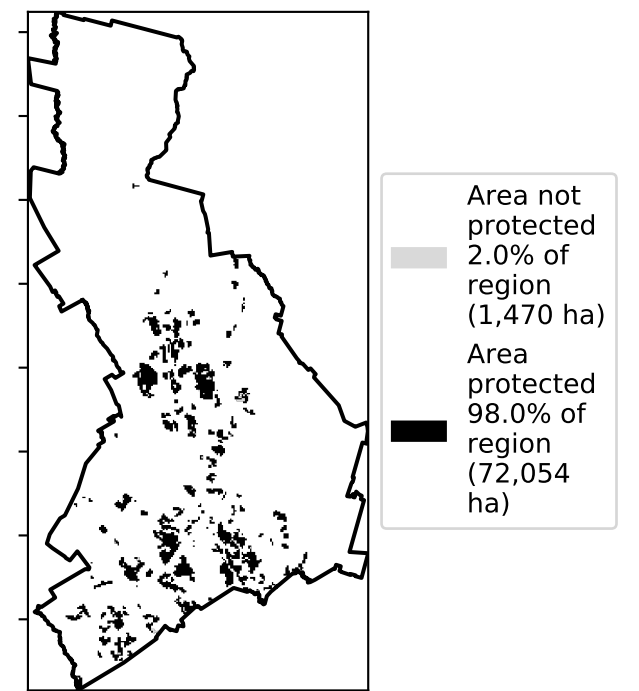 Area not
protected
2.0% of
region
(1,470 ha)
Area
protected
98.0% of
region
(72,054
ha)